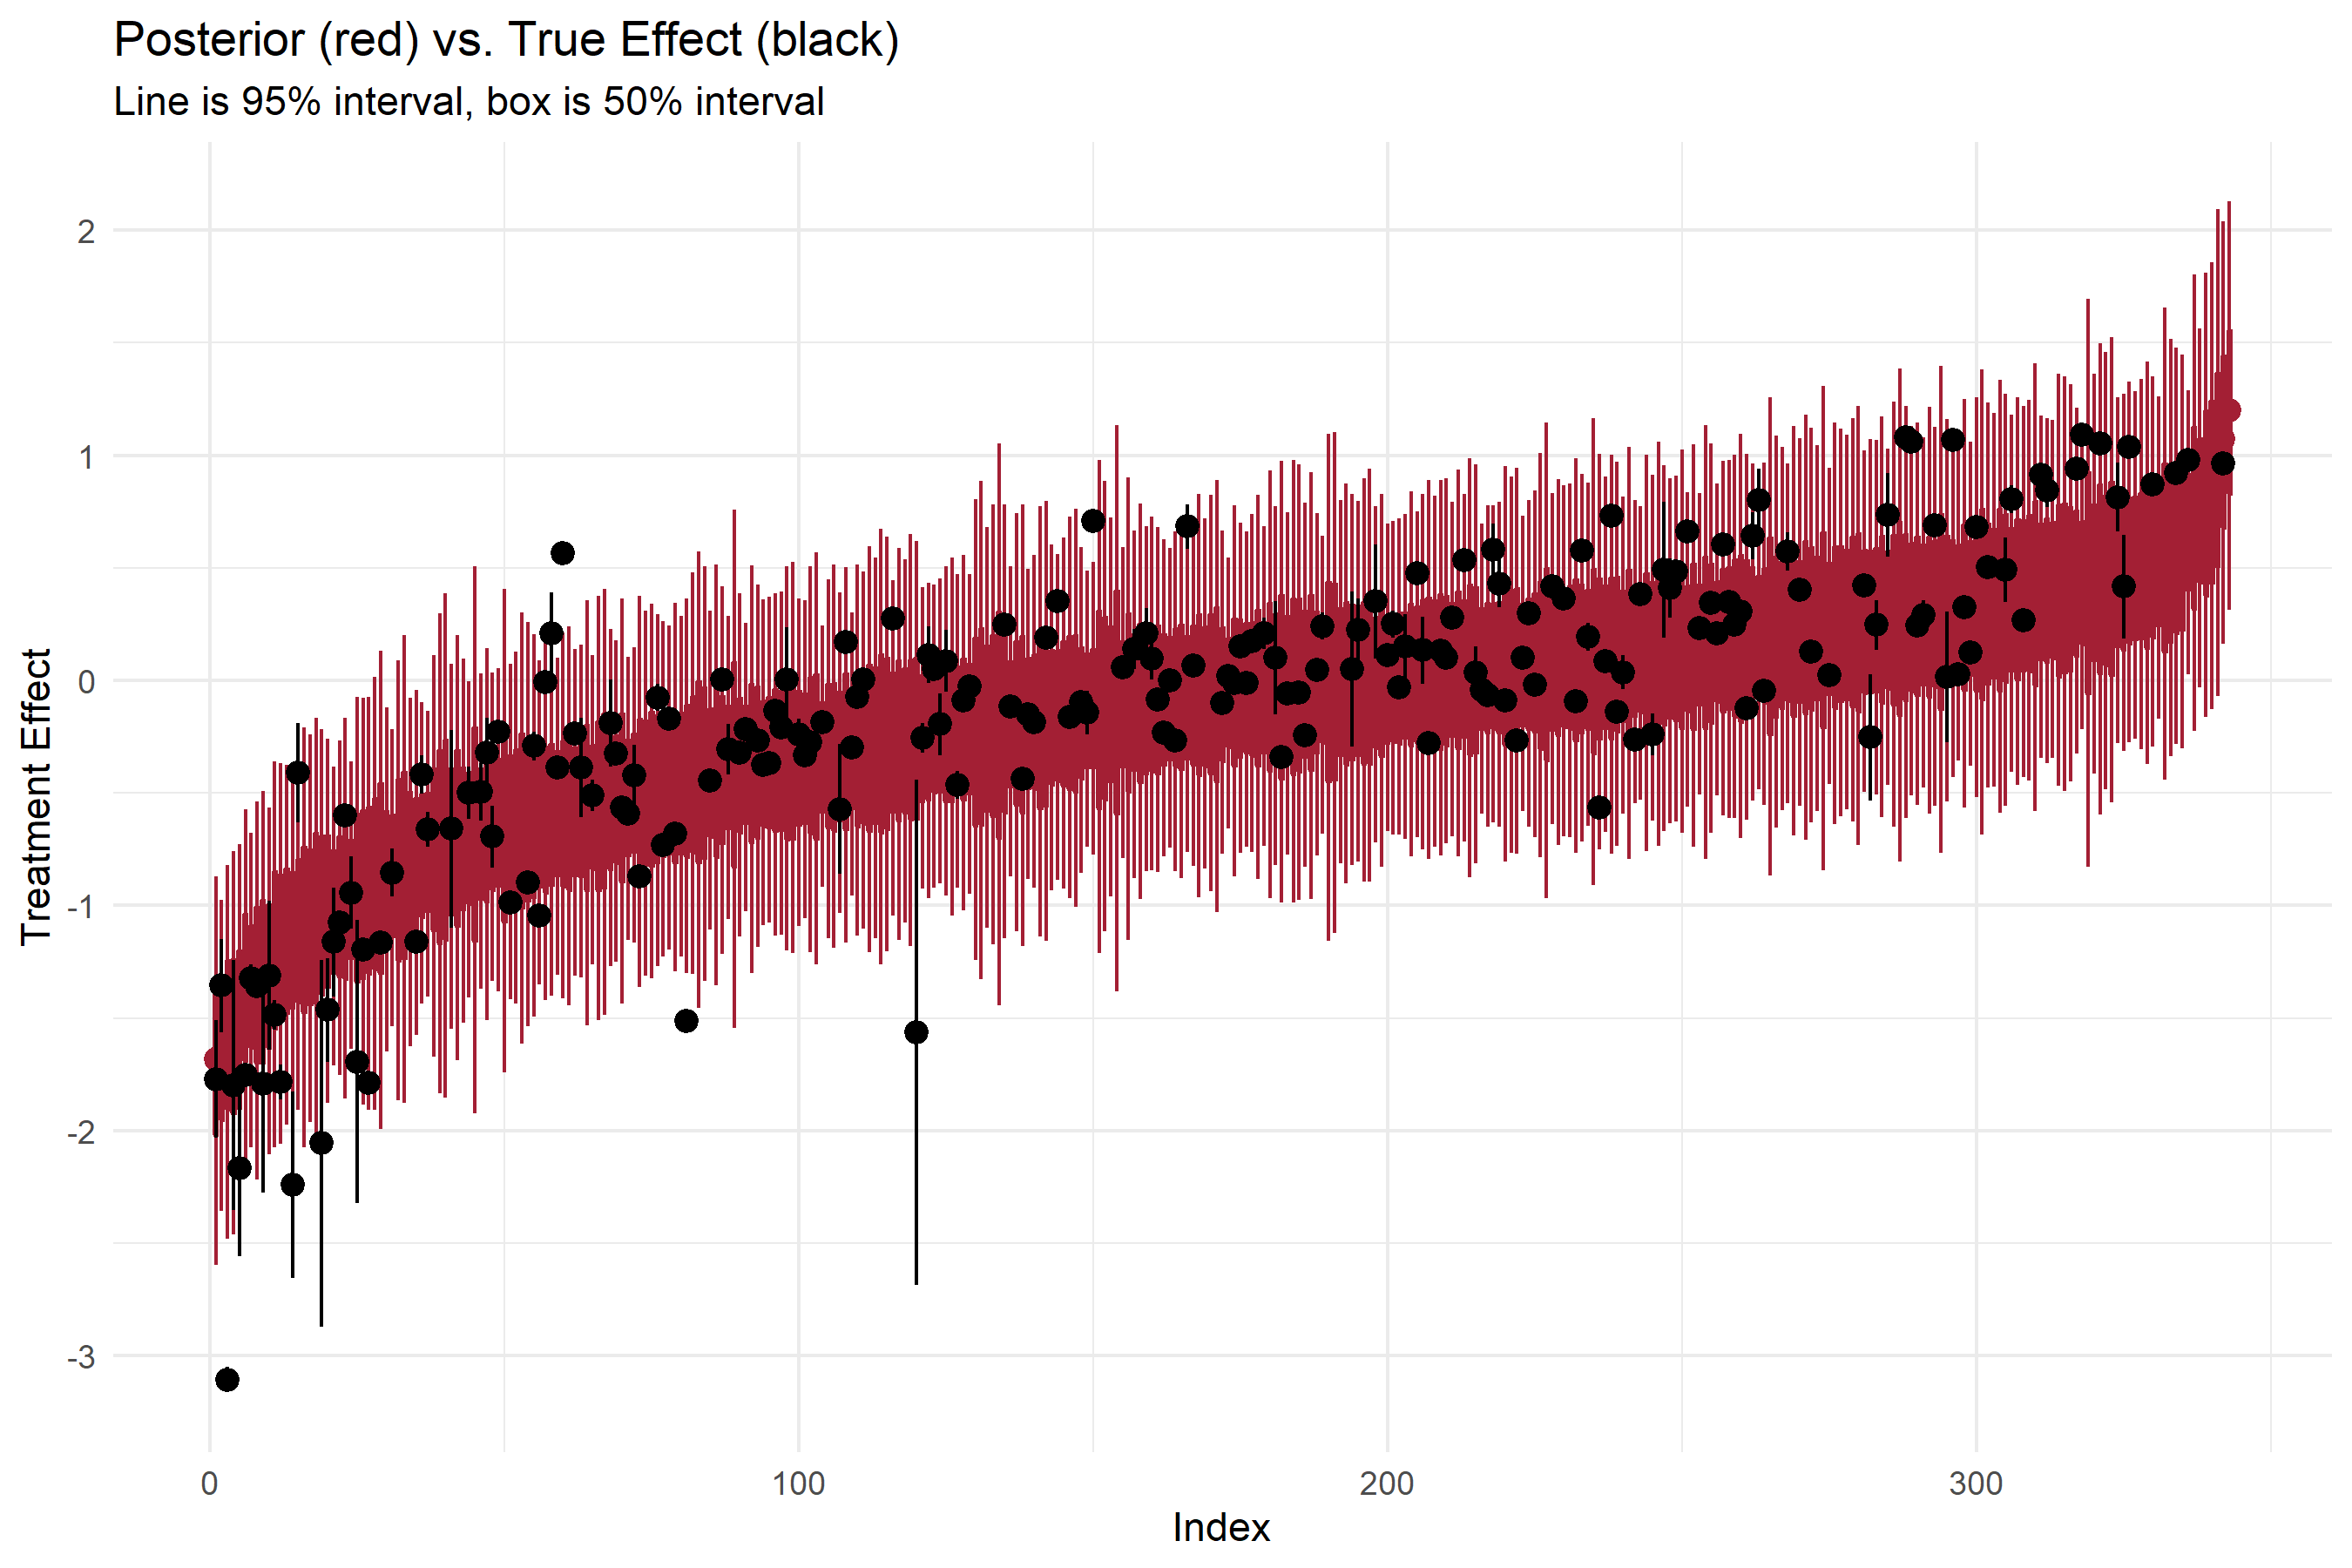 Posterior (red) vs. True Effect (black)
Line is 95% interval, box is 50% interval
Treatment Effect
2
1
0
-1
-2
-3
0
100
200
300
Index